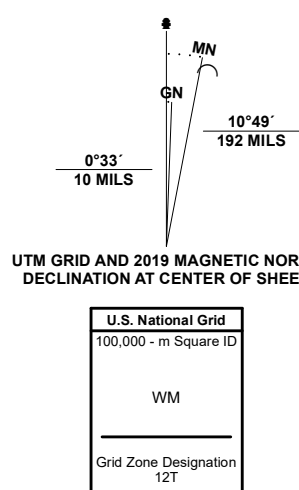 MN
GN
10°49´
192 MILS
0°33´
10 MILS
UTM GRID AND 2019 MAGNETIC NOR
DECLINATION AT CENTER OF SHEE
U.S. National Grid
100,000 - m Square ID
WM
Grid Zone Designation
12T